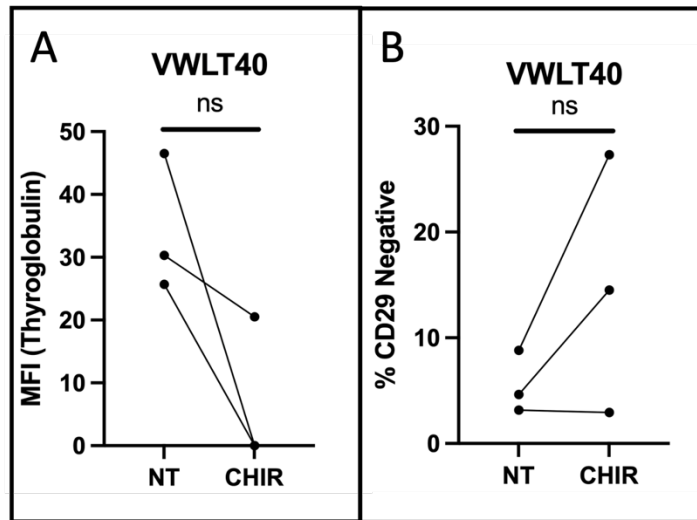 A
VWLT40
ns
50
40
30
20
10
0
MFI (Thyroglobulin)
NT CHIR
B
VWLT40
ns
30
20
10
0
% CD29 Negative
NT CHIR